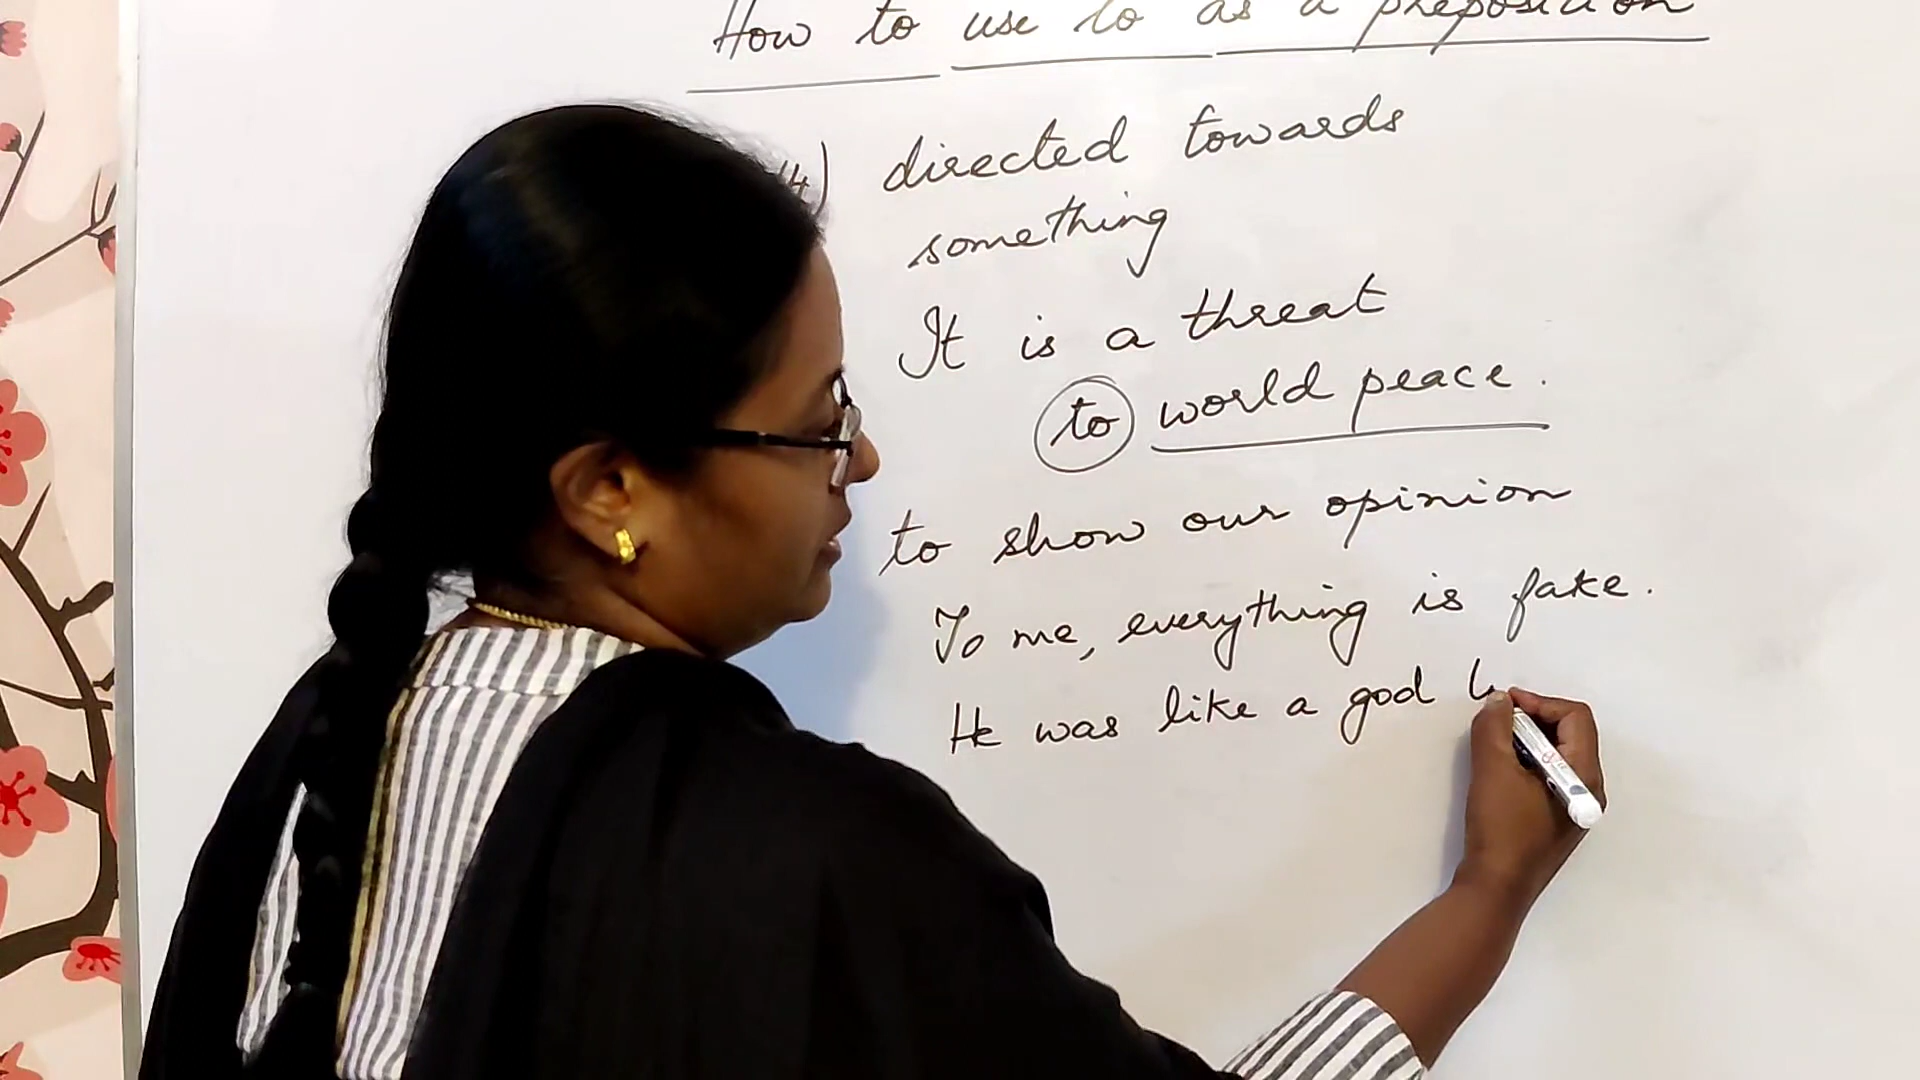 How to use to as a preposition
14) directed towards
something
It is a threat
to world peace.
to show our opinion
To me, everything is fake.
He was like a god